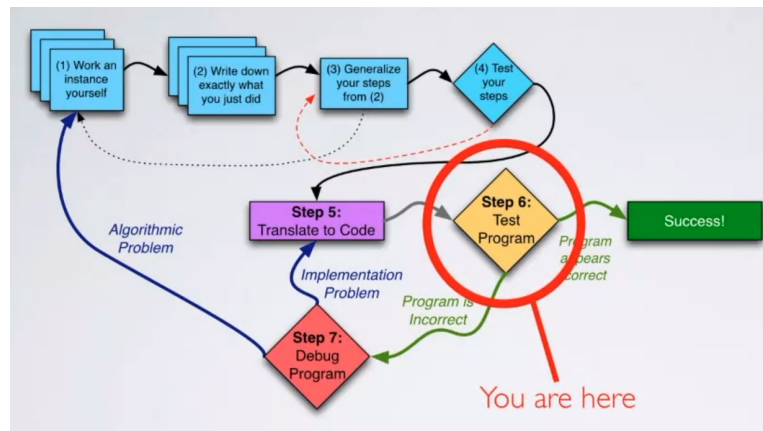 (1) Work an
instance
yourself
(2) Write down
exactly what
you just did
(3) Generalize
your steps
from (2)
(4) Test
your
steps
Step 5:
Translate to Code
Step 6:
Test
Program
Success!
Algorithmic
Problem
Implementation
Problem
Program is
Incorrect
Program
appears
correct
Step 7:
Debug
Program
You are here